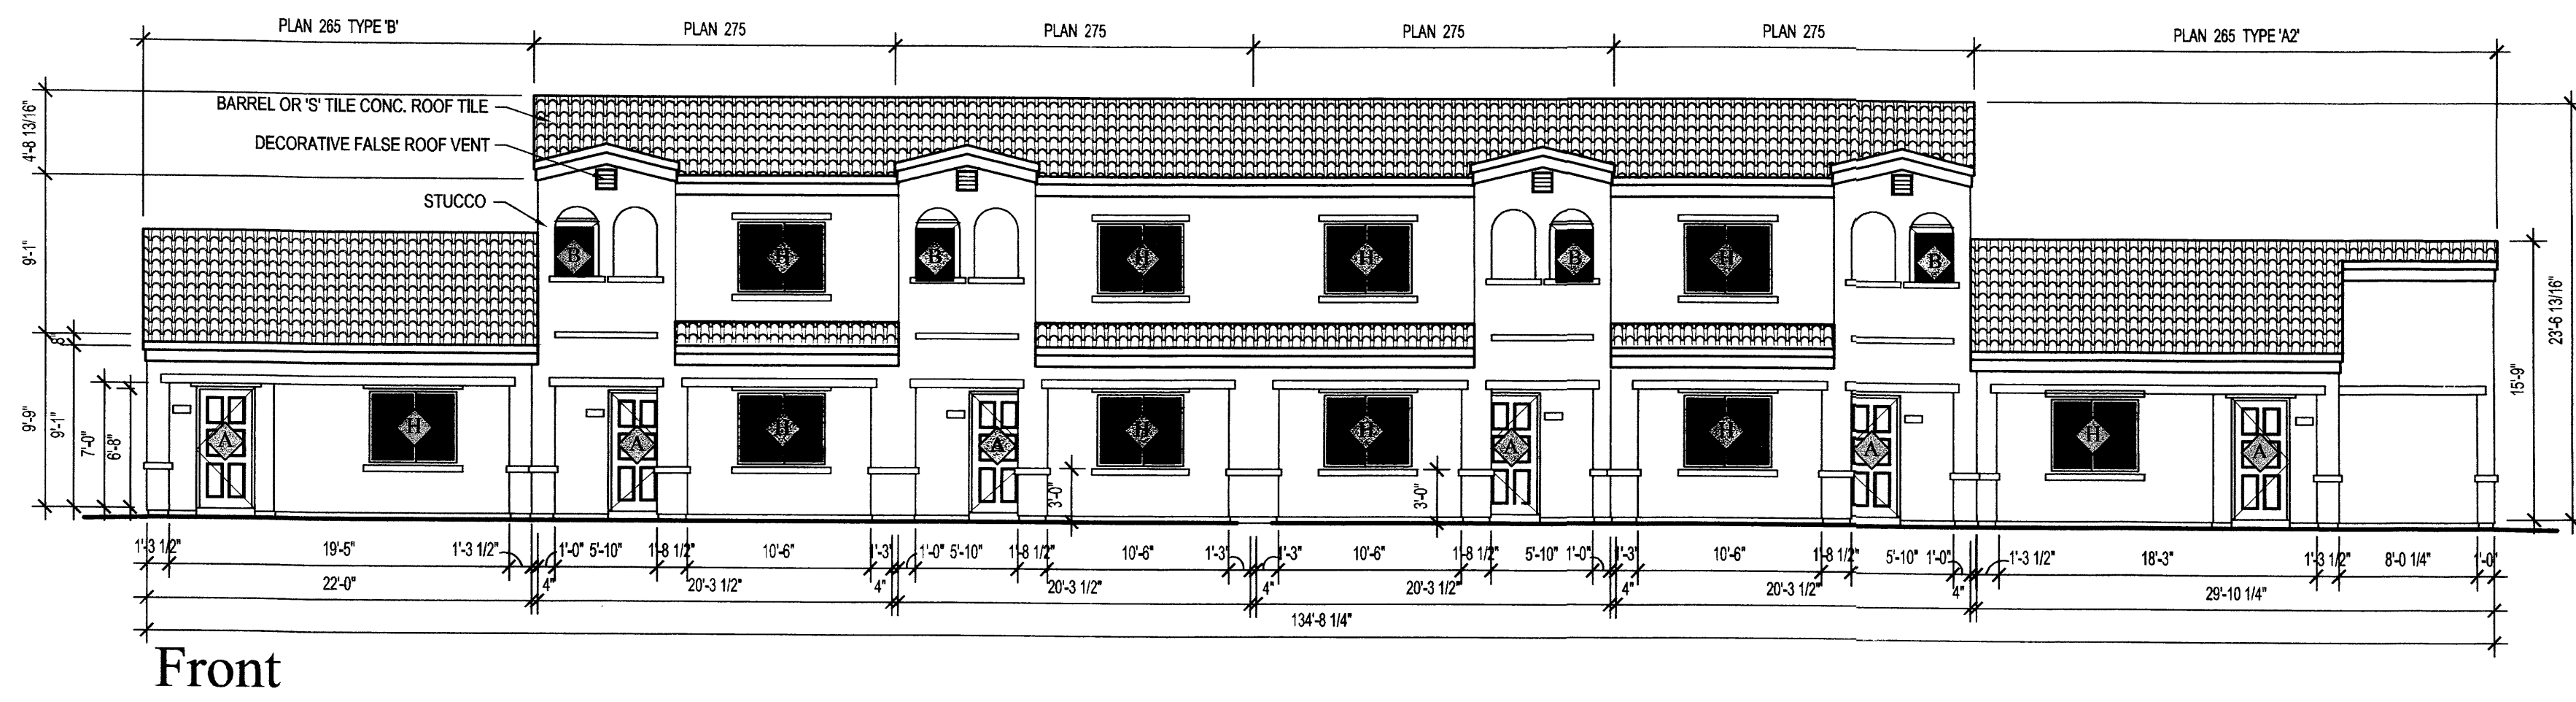 PLAN 265 TYPE 'B'
PLAN 275
PLAN 275
PLAN 275
PLAN 275
PLAN 265 TYPE 'A2'
BARREL OR 'S' TILE CONC. ROOF TILE
DECORATIVE FALSE ROOF VENT
STUCCO
4'-8 13/16"
9'-1"
8"
9'-9"
9'-1"
7'-0"
6'-8"
B
H
B
H
H
B
H
B
A
H
A
H
A
H
H
A
H
A
H
A
3'-0"
3'-0"
23'-6 13/16"
15'-9"
1'-3 1/2" 19'-5" 1'-3 1/2" 1'-0" 5'-10" 1'-8 1/2" 10'-6" 1'-3" 1'-0" 5'-10" 1'-8 1/2" 10'-6" 1'-3" 1'-3" 10'-6" 1'-8 1/2" 5'-10" 1'-0" 1'-3" 10'-6" 1'-8 1/2" 5'-10" 1'-0" 1'-3 1/2" 18'-3" 1'-3 1/2" 8'-0 1/4" 1'-0"
22'-0" 4" 20'-3 1/2" 4" 20'-3 1/2" 4" 20'-3 1/2" 4" 20'-3 1/2" 4" 29'-10 1/4"
134'-8 1/4"
Front